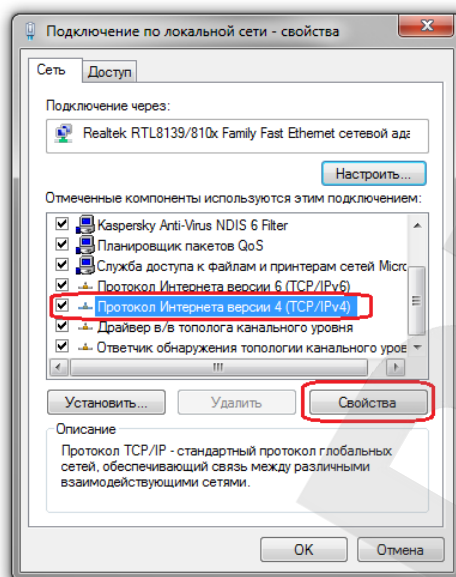 Подключение по локальной сети - свойства
Сеть Доступ
Подключение через:
Realtek RTL8139/810x Family Fast Ethernet сетевой ада
Настроить...
Отмеченные компоненты используются этим подключением:
Kaspersky Anti-Virus NDIS 6 Filter
Планировщик пакетов QoS
Служба доступа к файлам и принтерам сетей Micro
Протокол Интернета версии 6 (TCP/IPv6)
Протокол Интернета версии 4 (TCP/IPv4)
Драйвер в/в тополога канального уровня
Ответчик обнаружения топологии канального уров
Установить... Удалить Свойства
Описание
Протокол TCP/IP - стандартный протокол глобальных
сетей, обеспечивающий связь между различными
взаимодействующими сетями.
OK Отмена